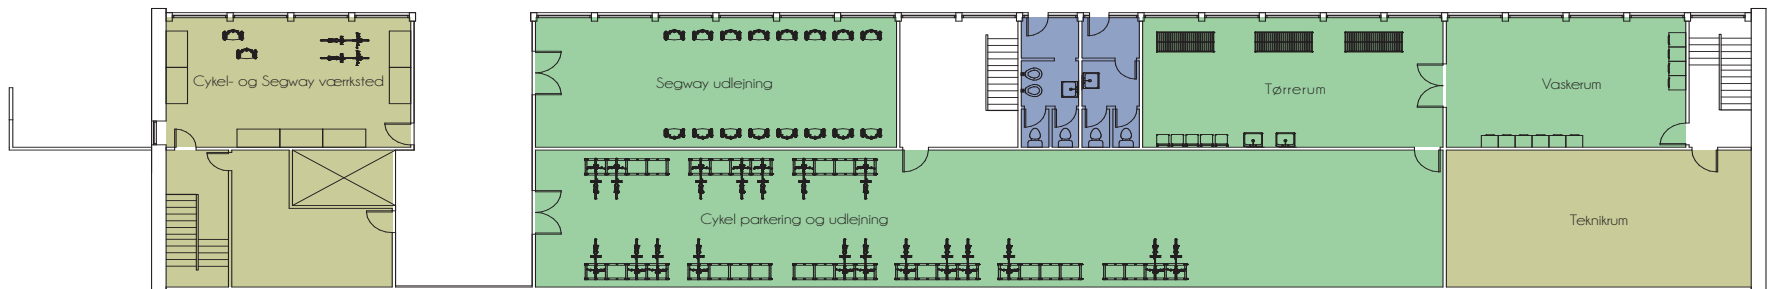 Cykel- og Segway værrksted
Segway udlejning
Tørrerum
Vaskerum
Cykel parkering og udlejning
Teknikrum